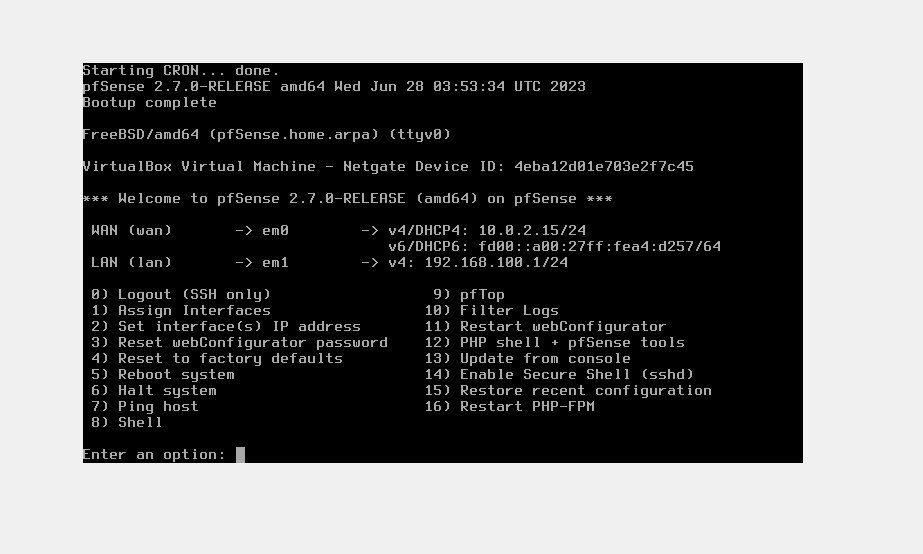 Starting CRON... done.
pfSense 2.7.0-RELEASE amd64 Wed Jun 28 03:53:34 UTC 2023
Bootup complete
FreeBSD/amd64 (pfSense.home.arpa) (ttyv0)
VirtualBox Virtual Machine - Netgate Device ID: 4eba12d01e703e2f7c45
*** Welcome to pfSense 2.7.0-RELEASE (amd64) on pfSense ***
WAN (wan)       -> em0        -> v4/DHCP4: 10.0.2.15/24
v6/DHCP6: fd00::a00:27ff:fea4:d257/64
LAN (lan)       -> em1        -> v4: 192.168.100.1/24
0) Logout (SSH only)                  9) pfTop
1) Assign Interfaces                 10) Filter Logs
2) Set interface(s) IP address       11) Restart webConfigurator
3) Reset webConfigurator password    12) PHP shell + pfSense tools
4) Reset to factory defaults         13) Update from console
5) Reboot system                     14) Enable Secure Shell (sshd)
6) Halt system                       15) Restore recent configuration
7) Ping host                         16) Restart PHP-FPM
8) Shell
Enter an option: